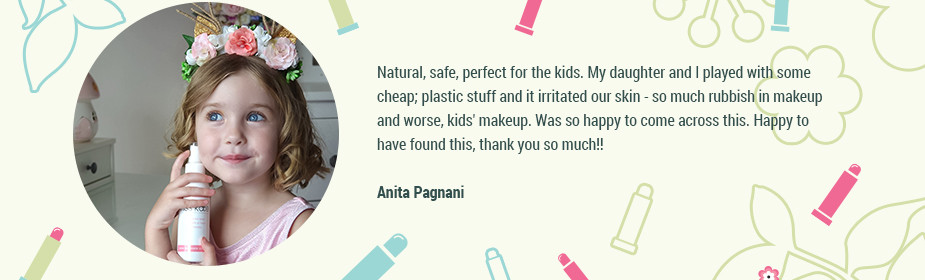 Natural, safe, perfect for the kids. My daughter and I played with some
cheap; plastic stuff and it irritated our skin - so much rubbish in makeup
and worse, kids' makeup. Was so happy to come across this. Happy to
have found this, thank you so much!!
Anita Pagnani